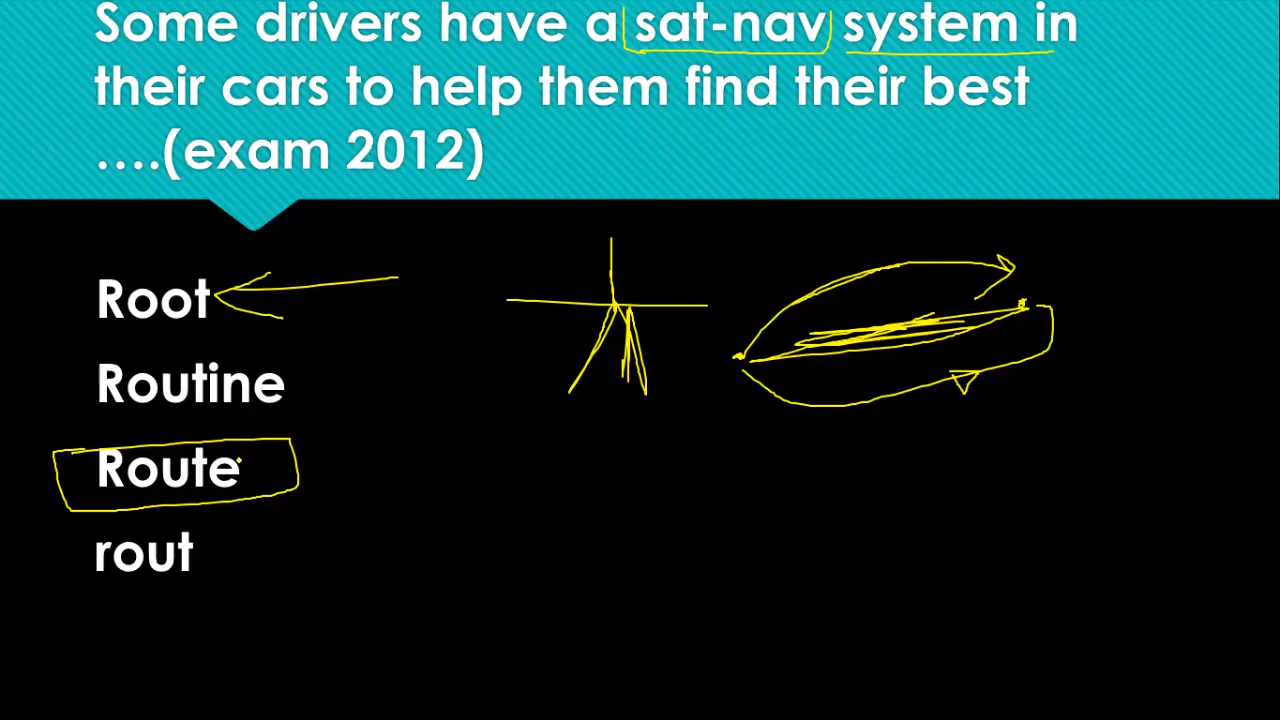 Some drivers have a sat-nav system in
their cars to help them find their best
....(exam 2012)
Root
Routine
Route
rout